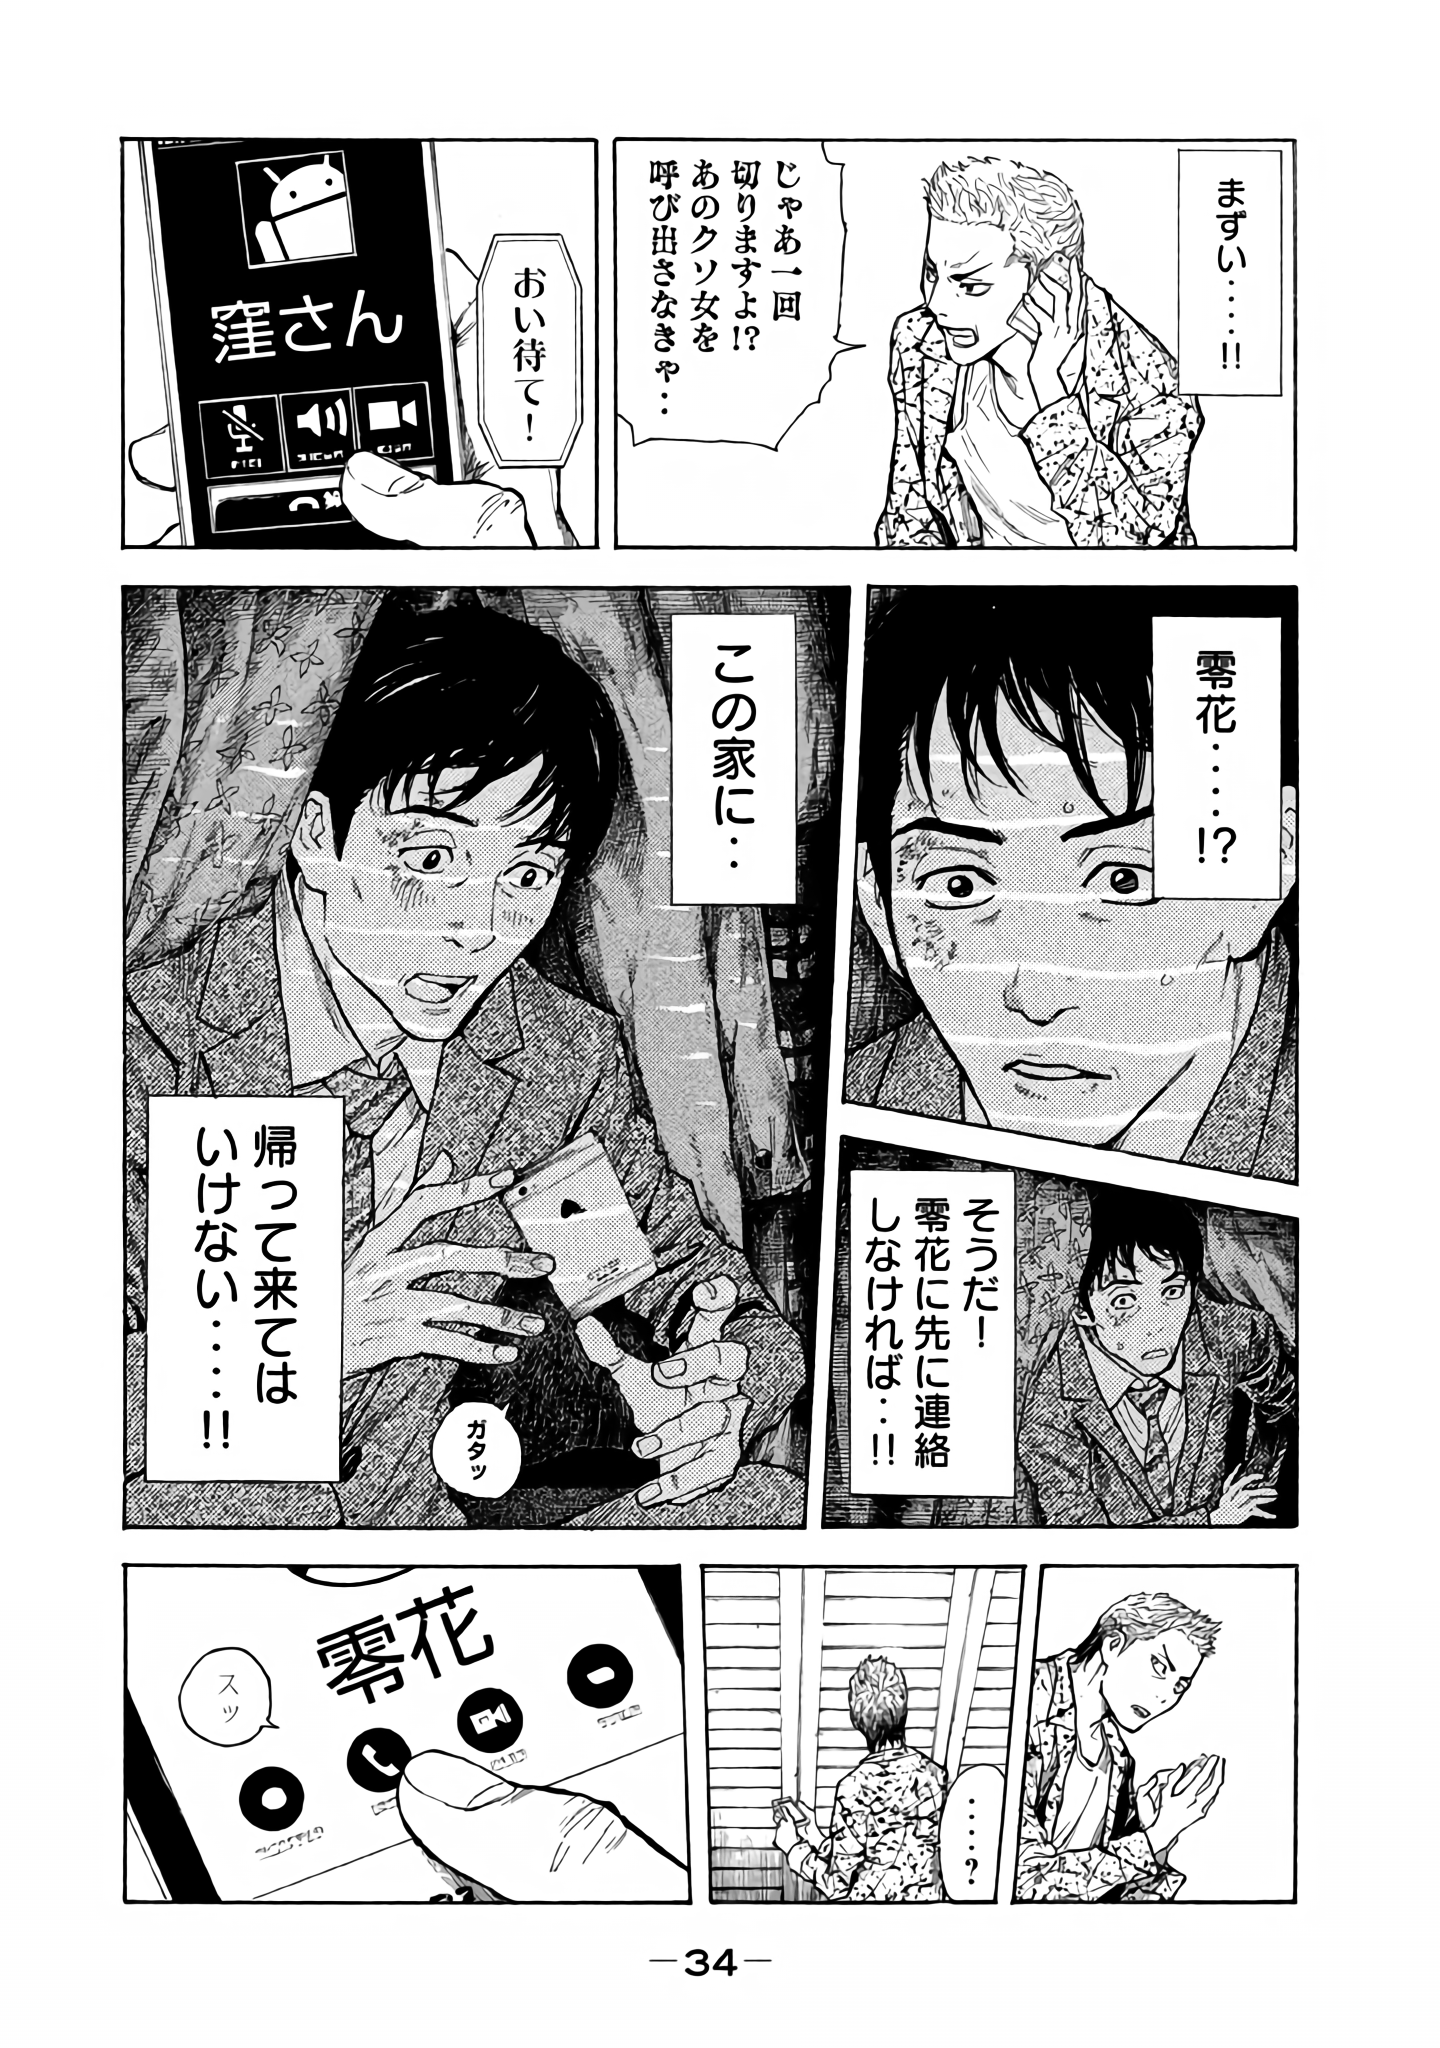 まずい‥‥!!
じゃあ一回
切りますよ!?
あのクソ女を
呼び出さなきゃ‥
おい待て!
窪さん
零花‥‥!?
そうだ!
零花に先に連絡
しなければ‥!!
この家に‥
帰って来ては
いけない‥‥!!
ガタッ
‥‥?
零花
スッ
—34—